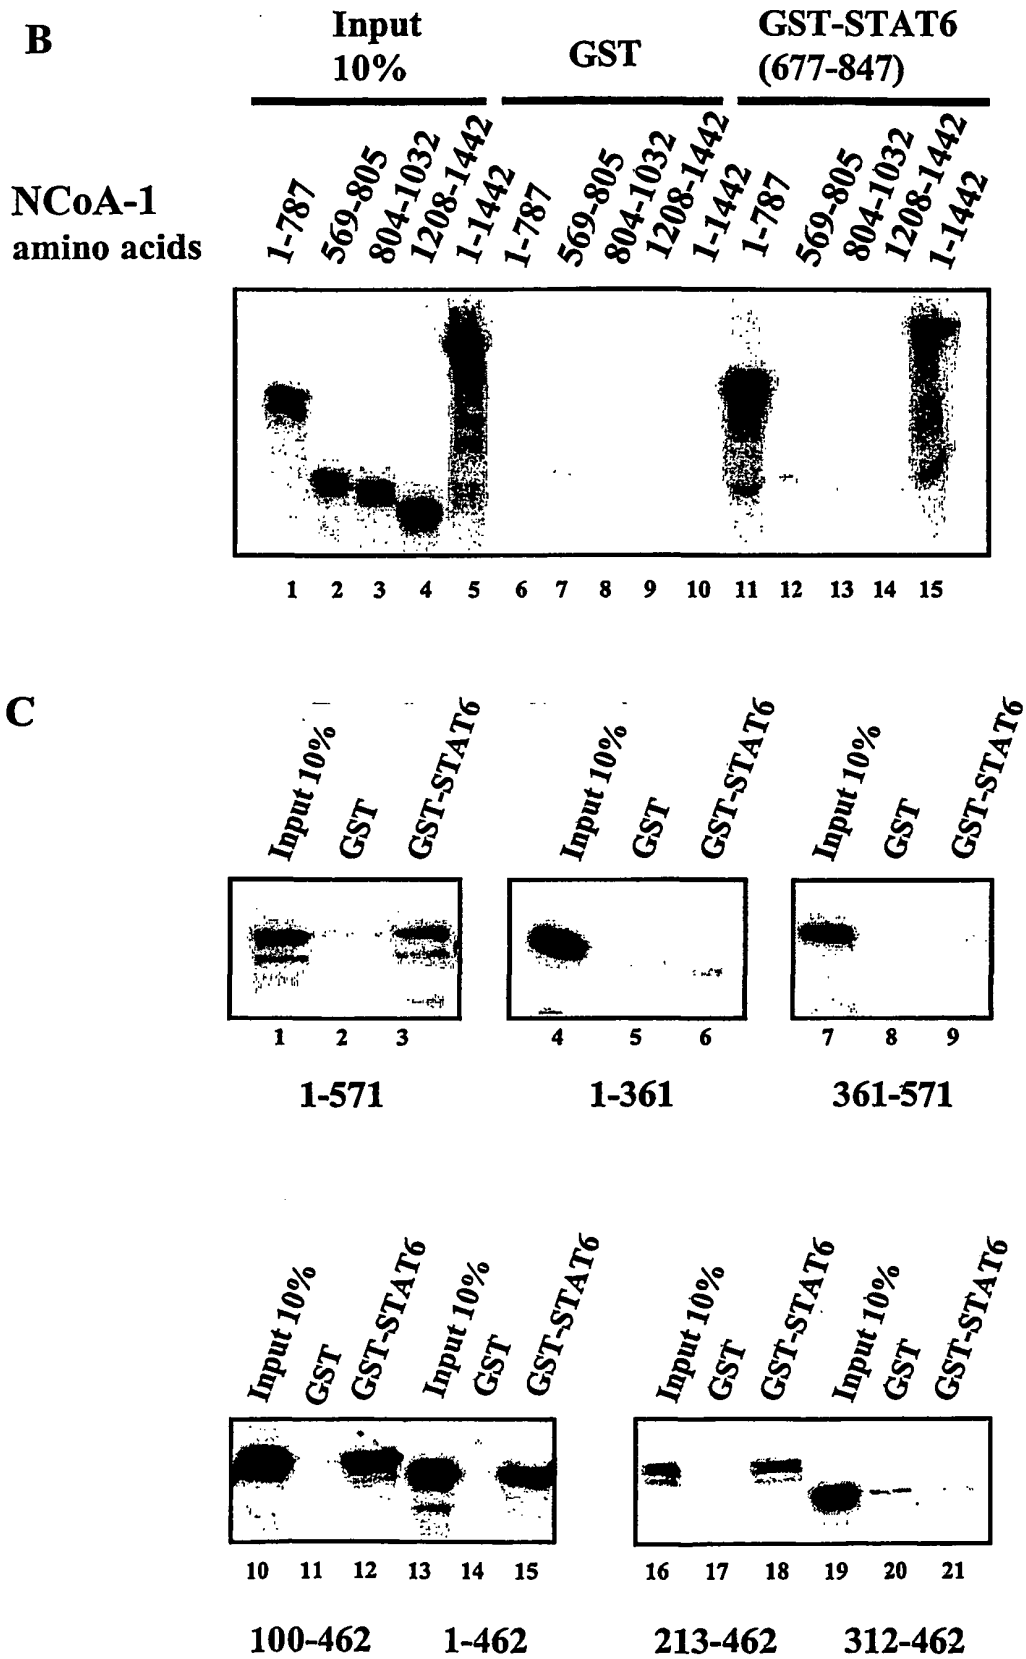 B
Input
10%
GST
GST-STAT6
(677-847)
NCoA-1
amino acids
1-787
569-805
804-1032
1208-1442
1-1442
1-787
569-805
804-1032
1208-1442
1-1442
1-787
569-805
804-1032
1208-1442
1-1442
1 2 3 4 5 6 7 8 9 10 11 12 13 14 15
C
Input 10%
GST
GST-STAT6
Input 10%
GST
GST-STAT6
Input 10%
GST
GST-STAT6
1 2 3 4 5 6 7 8 9
1-571 1-361 361-571
Input 10%
GST
GST-STAT6
Input 10%
GST
GST-STAT6
Input 10%
GST
GST-STAT6
Input 10%
GST
GST-STAT6
10 11 12 13 14 15 16 17 18 19 20 21
100-462 1-462 213-462 312-462